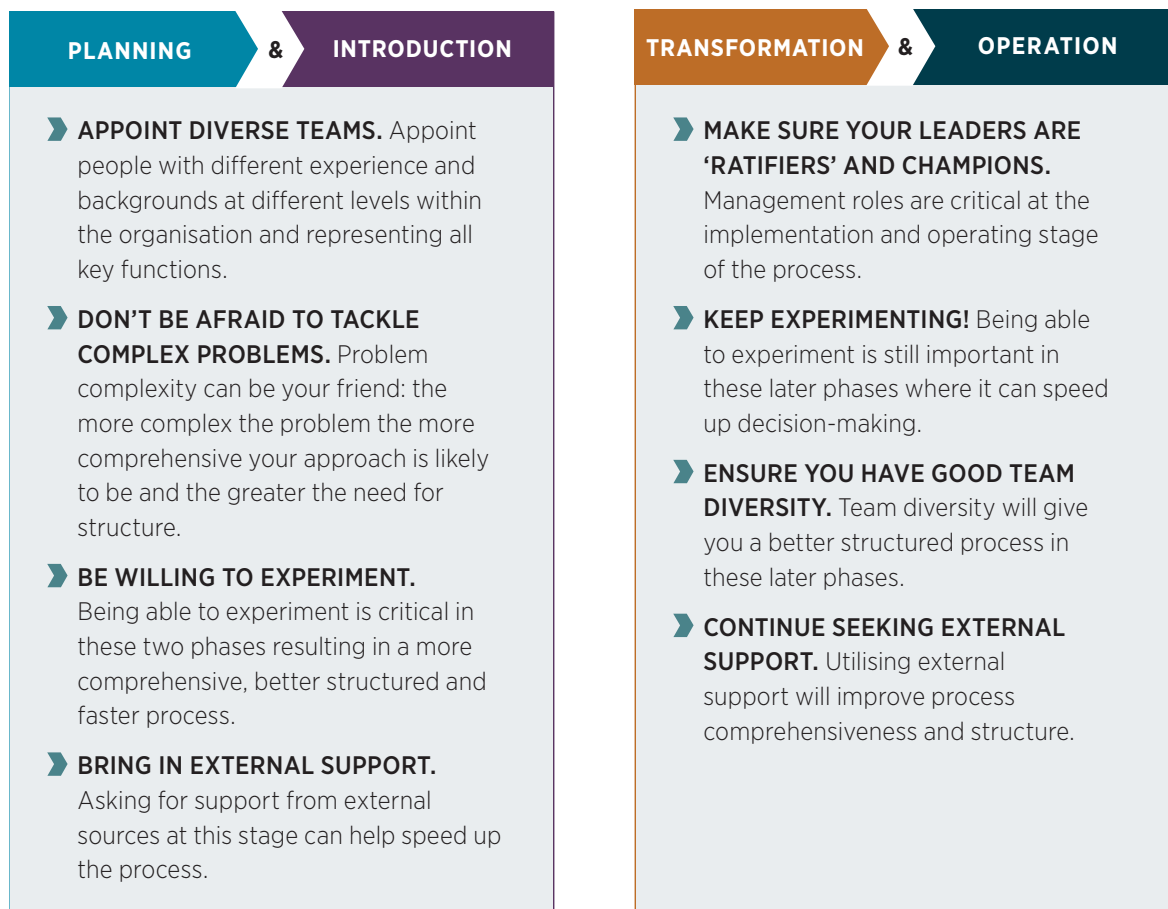 PLANNING & INTRODUCTION
APPOINT DIVERSE TEAMS. Appoint
people with different experience and
backgrounds at different levels within
the organisation and representing all
key functions.
DON’T BE AFRAID TO TACKLE
COMPLEX PROBLEMS. Problem
complexity can be your friend: the
more complex the problem the more
comprehensive your approach is likely
to be and the greater the need for
structure.
BE WILLING TO EXPERIMENT.
Being able to experiment is critical in
these two phases resulting in a more
comprehensive, better structured and
faster process.
BRING IN EXTERNAL SUPPORT.
Asking for support from external
sources at this stage can help speed up
the process.
TRANSFORMATION & OPERATION
MAKE SURE YOUR LEADERS ARE
‘RATIFIERS’ AND CHAMPIONS.
Management roles are critical at the
implementation and operating stage
of the process.
KEEP EXPERIMENTING! Being able
to experiment is still important in
these later phases where it can speed
up decision-making.
ENSURE YOU HAVE GOOD TEAM
DIVERSITY. Team diversity will give
you a better structured process in
these later phases.
CONTINUE SEEKING EXTERNAL
SUPPORT. Utilising external
support will improve process
comprehensiveness and structure.